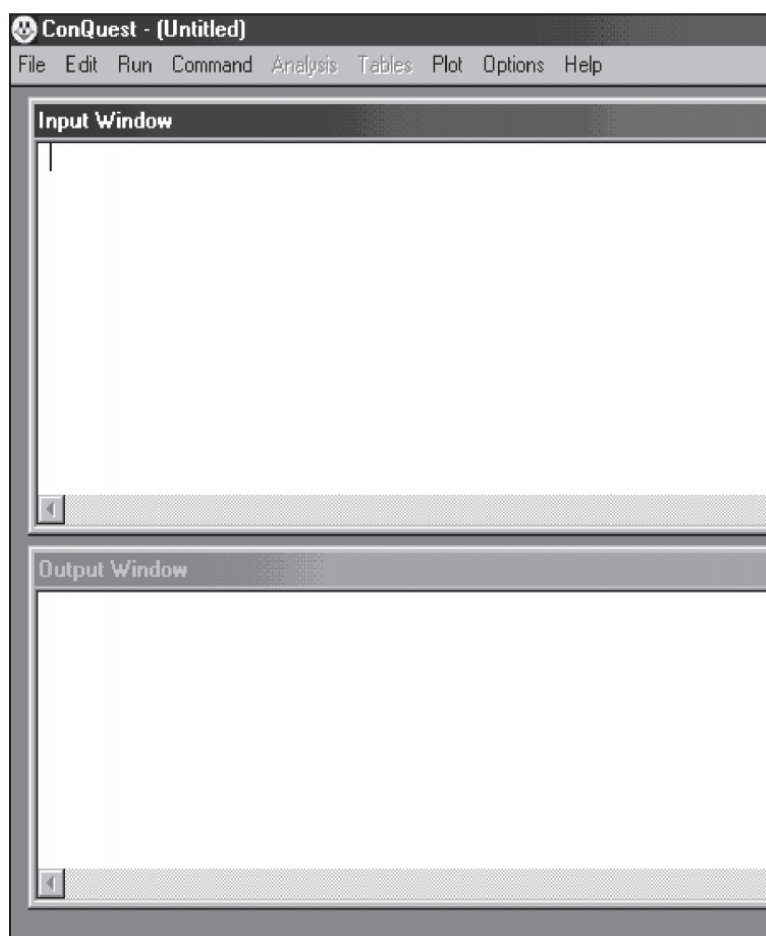 ConQuest - (Untitled)
File Edit Run Command Analysis Tables Plot Options Help
Input Window
Output Window